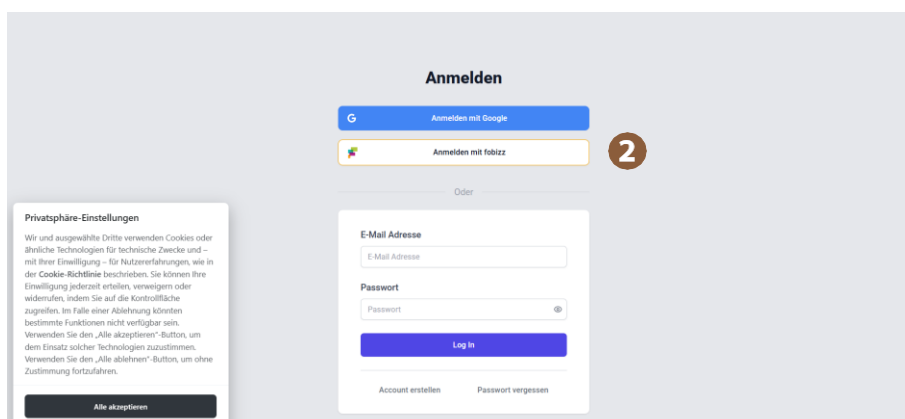 Anmelden
G Anmelden mit Google
Anmelden mit fobizz
2
Oder
E-Mail Adresse
E-Mail Adresse
Passwort
Passwort
Log In
Account erstellen Passwort vergessen
Privatsphäre-Einstellungen
Wir und ausgewählte Dritte verwenden Cookies oder
ähnliche Technologien für technische Zwecke und –
mit Ihrer Einwilligung – für Nutzererfahrungen, wie in
der Cookie-Richtlinie beschrieben. Sie können Ihre
Einwilligung jederzeit erteilen, verweigern oder
widerrufen, indem Sie auf die Kontrollfläche
zugreifen. Im Falle einer Ablehnung könnten
bestimmte Funktionen nicht verfügbar sein.
Verwenden Sie den „Alle akzeptieren“-Button, um
dem Einsatz solcher Technologien zuzustimmen.
Verwenden Sie den „Alle ablehnen“-Button, um ohne
Zustimmung fortzufahren.
Alle akzeptieren